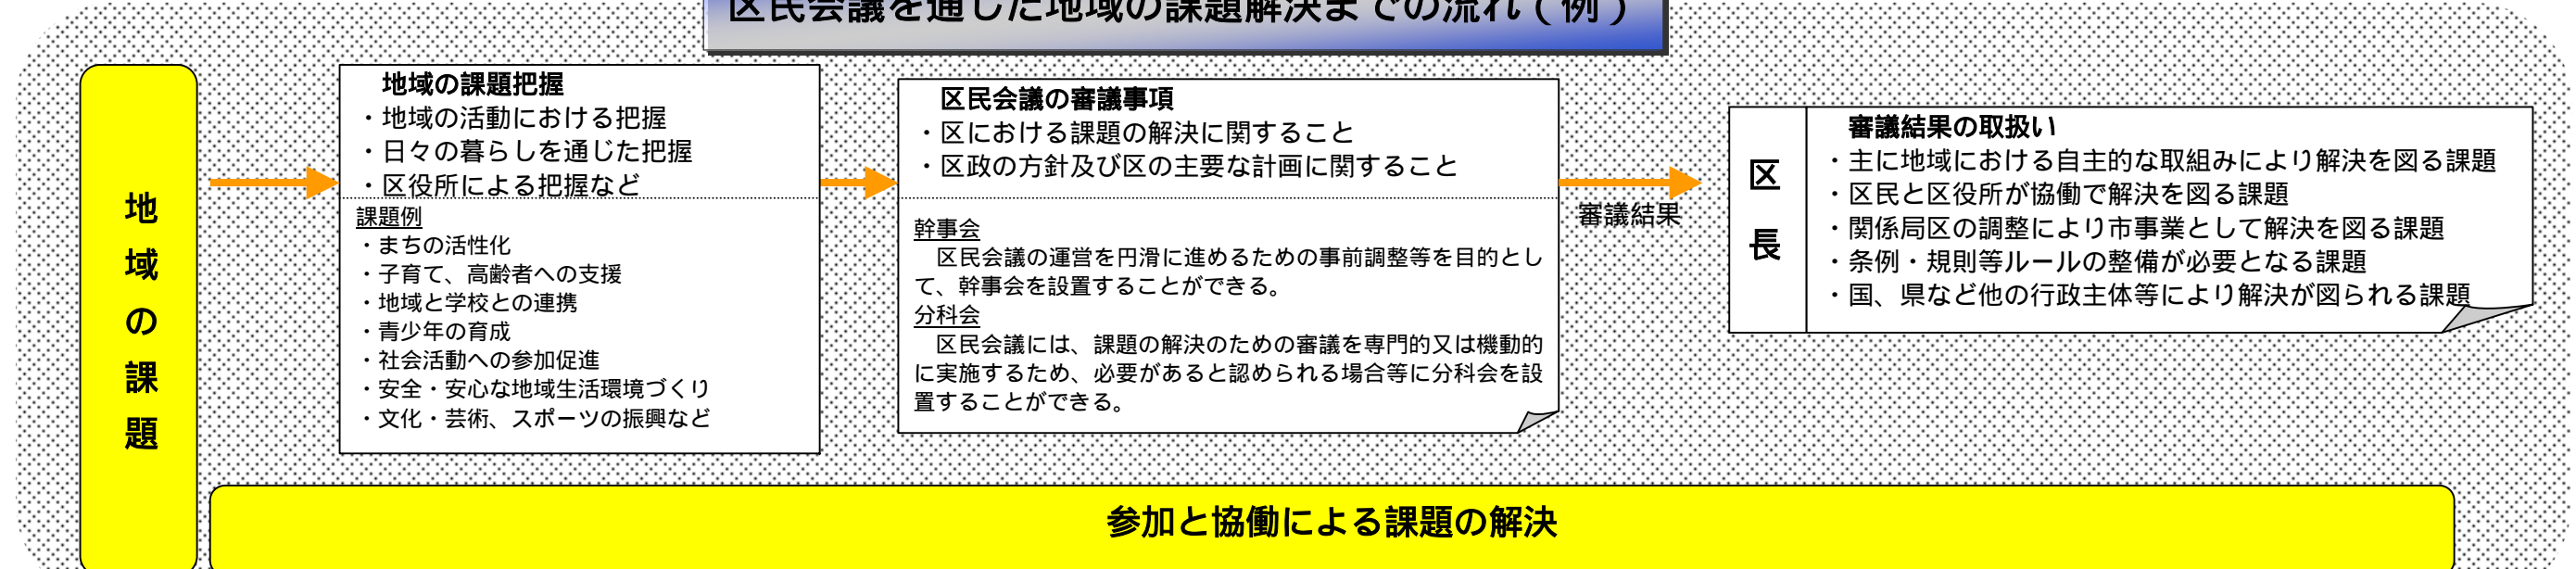 区民会議を通じた地域の課題解決までの流れ（例）
地域の課題
地域の課題把握
・地域の活動における把握
・日々の暮らしを通じた把握
・区役所による把握など
課題例
・まちの活性化
・子育て、高齢者への支援
・地域と学校との連携
・青少年の育成
・社会活動への参加促進
・安全・安心な地域生活環境づくり
・文化・芸術、スポーツの振興など
区民会議の審議事項
・区における課題の解決に関すること
・区政の方針及び区の主要な計画に関すること
幹事会
区民会議の運営を円滑に進めるための事前調整等を目的とし
て、幹事会を設置することができる。
分科会
区民会議には、課題の解決のための審議を専門的又は機動的
に実施するため、必要があると認められる場合等に分科会を設
置することができる。
審議結果
区長
審議結果の取扱い
・主に地域における自主的な取組みにより解決を図る課題
・区民と区役所が協働で解決を図る課題
・関係局区の調整により市事業として解決を図る課題
・条例・規則等ルールの整備が必要となる課題
・国、県など他の行政主体等により解決が図られる課題
参加と協働による課題の解決